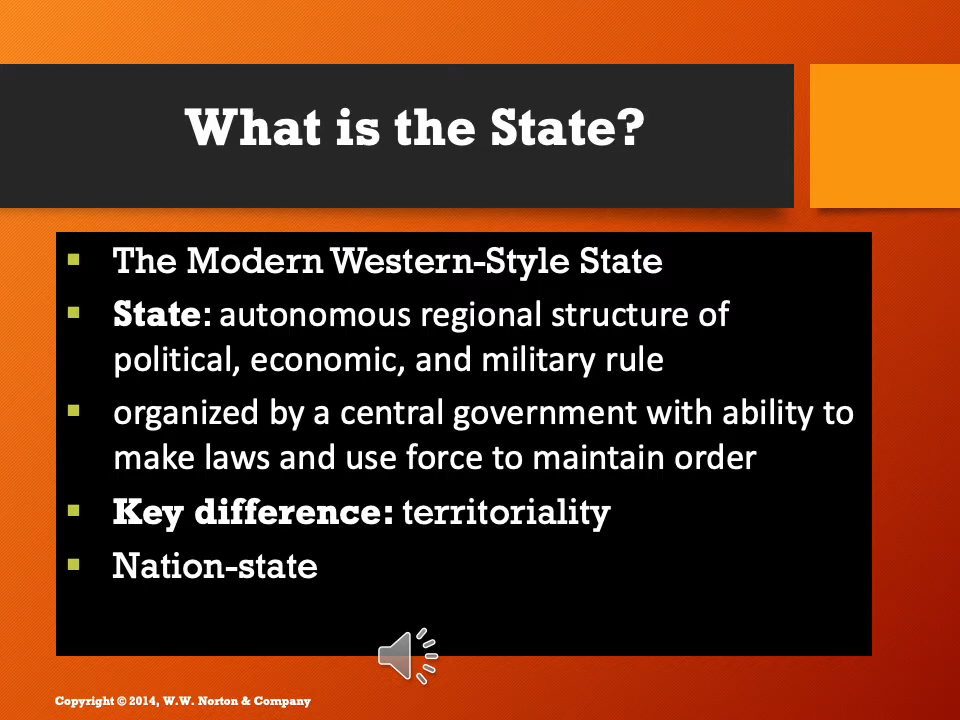 What is the State?
The Modern Western-Style State
State: autonomous regional structure of
political, economic, and military rule
organized by a central government with ability to
make laws and use force to maintain order
Key difference: territoriality
Nation-state
Copyright © 2014, W.W. Norton & Company